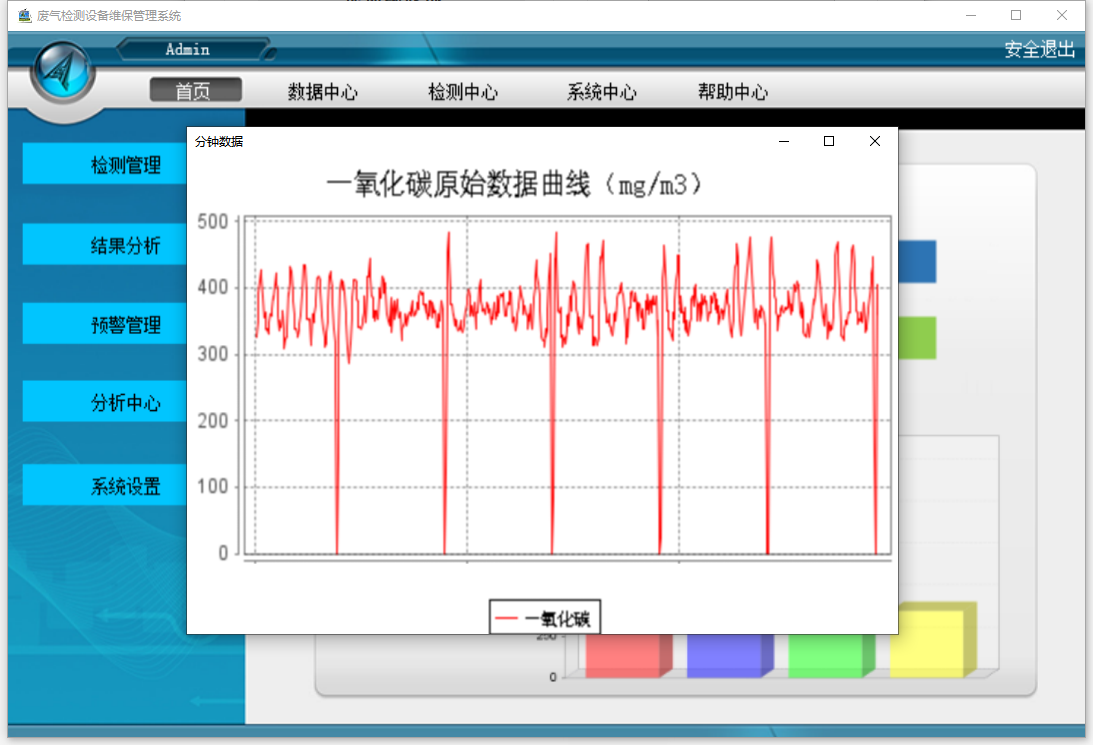 废气检测设备维保管理系统
Admin
安全退出
首页
数据中心
检测中心
系统中心
帮助中心
检测管理
结果分析
预警管理
分析中心
系统设置
分钟数据
一氧化碳原始数据曲线（mg/m3）
500
400
300
200
100
0
一氧化碳
250
0